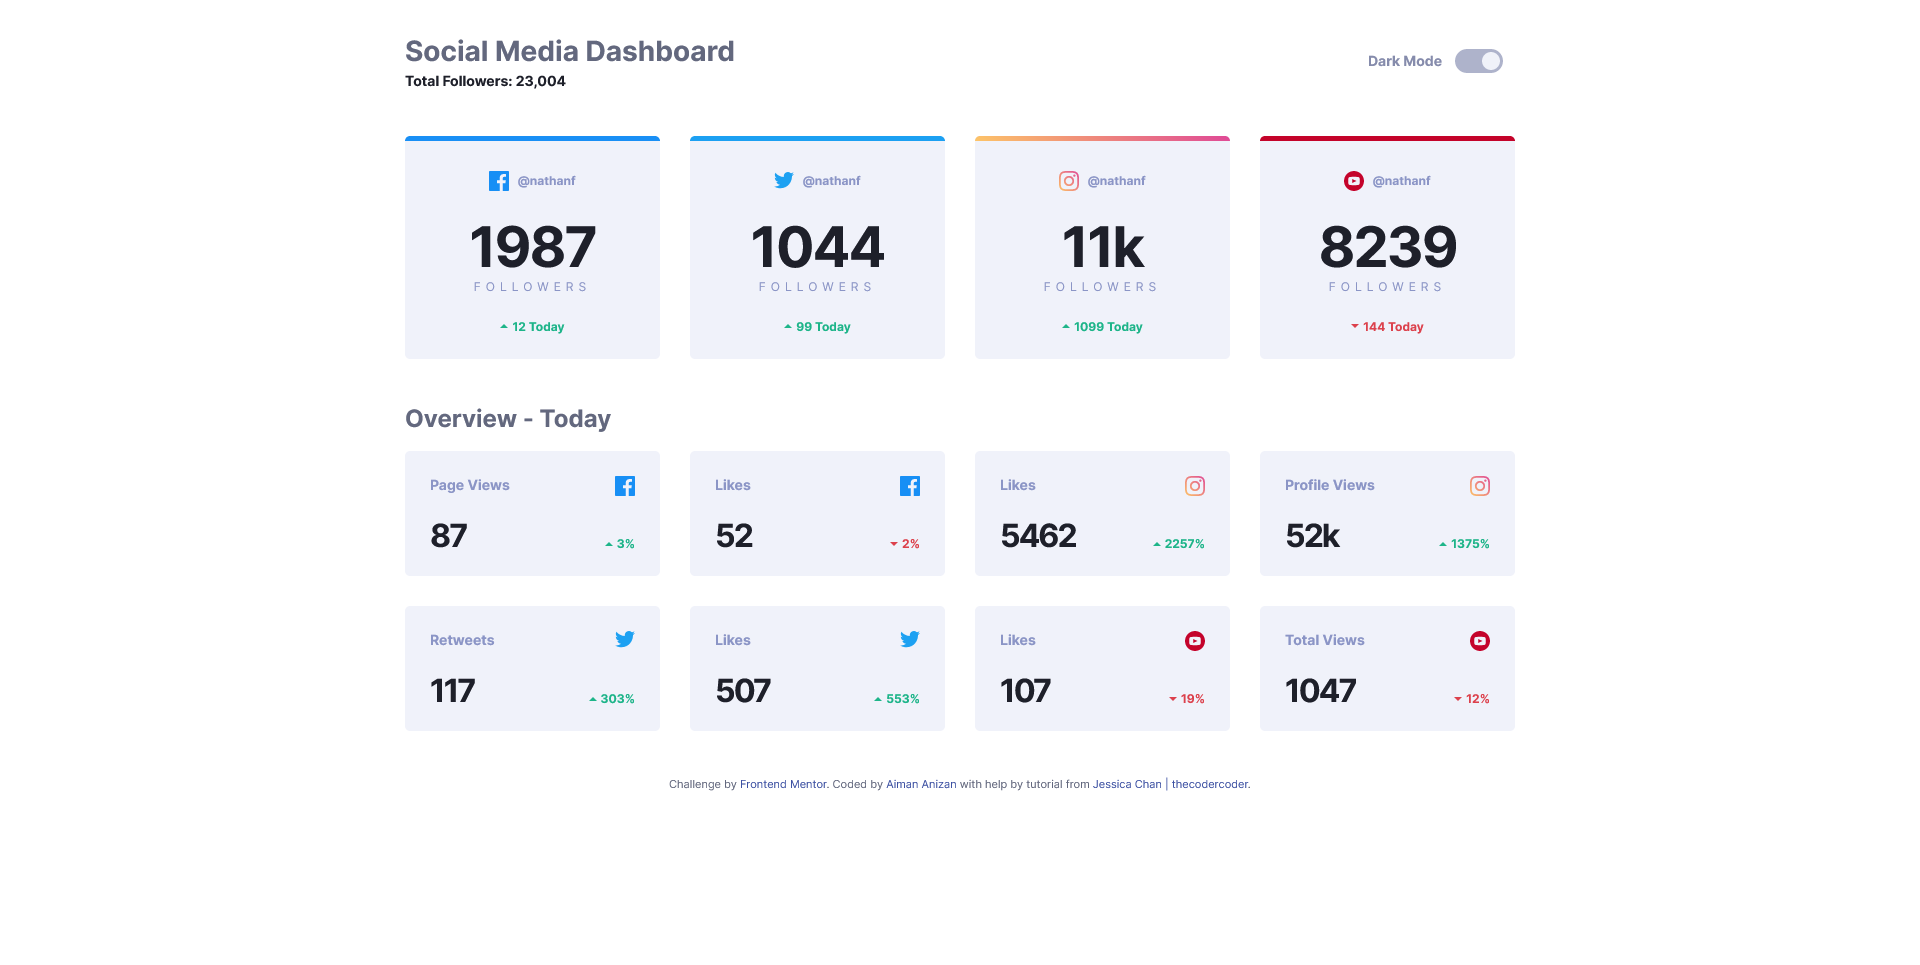 Social Media Dashboard
Total Followers: 23,004
Dark Mode
@nathanf
1987
FOLLOWERS
12 Today
@nathanf
1044
FOLLOWERS
99 Today
@nathanf
11k
FOLLOWERS
1099 Today
@nathanf
8239
FOLLOWERS
144 Today
Overview - Today
Page Views
87
3%
Likes
52
2%
Likes
5462
2257%
Profile Views
52k
1375%
Retweets
117
303%
Likes
507
553%
Likes
107
19%
Total Views
1047
12%
Challenge by Frontend Mentor. Coded by Aiman Anizan with help by tutorial from Jessica Chan | thecodercoder.